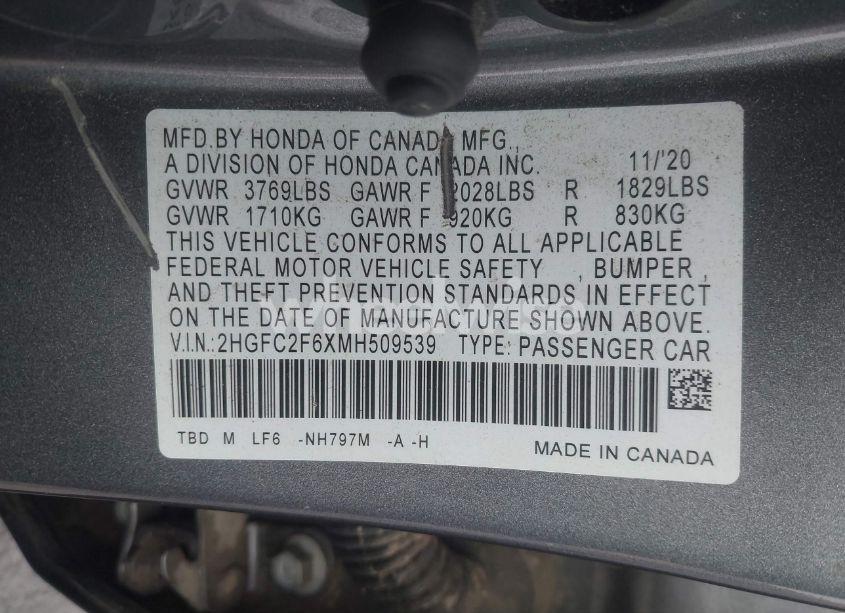 MFD.BY HONDA OF CANADA MFG.,
A DIVISION OF HONDA CANADA INC. 11/'20
GVWR 3769LBS GAWR F 2028LBS R 1829LBS
GVWR 1710KG GAWR F 920KG R 830KG
THIS VEHICLE CONFORMS TO ALL APPLICABLE
FEDERAL MOTOR VEHICLE SAFETY , BUMPER ,
AND THEFT PREVENTION STANDARDS IN EFFECT
ON THE DATE OF MANUFACTURE SHOWN ABOVE.
V.I.N.:2HGFC2F6XMH509539 TYPE: PASSENGER CAR
TBD M LF6 -NH797M -A -H
MADE IN CANADA